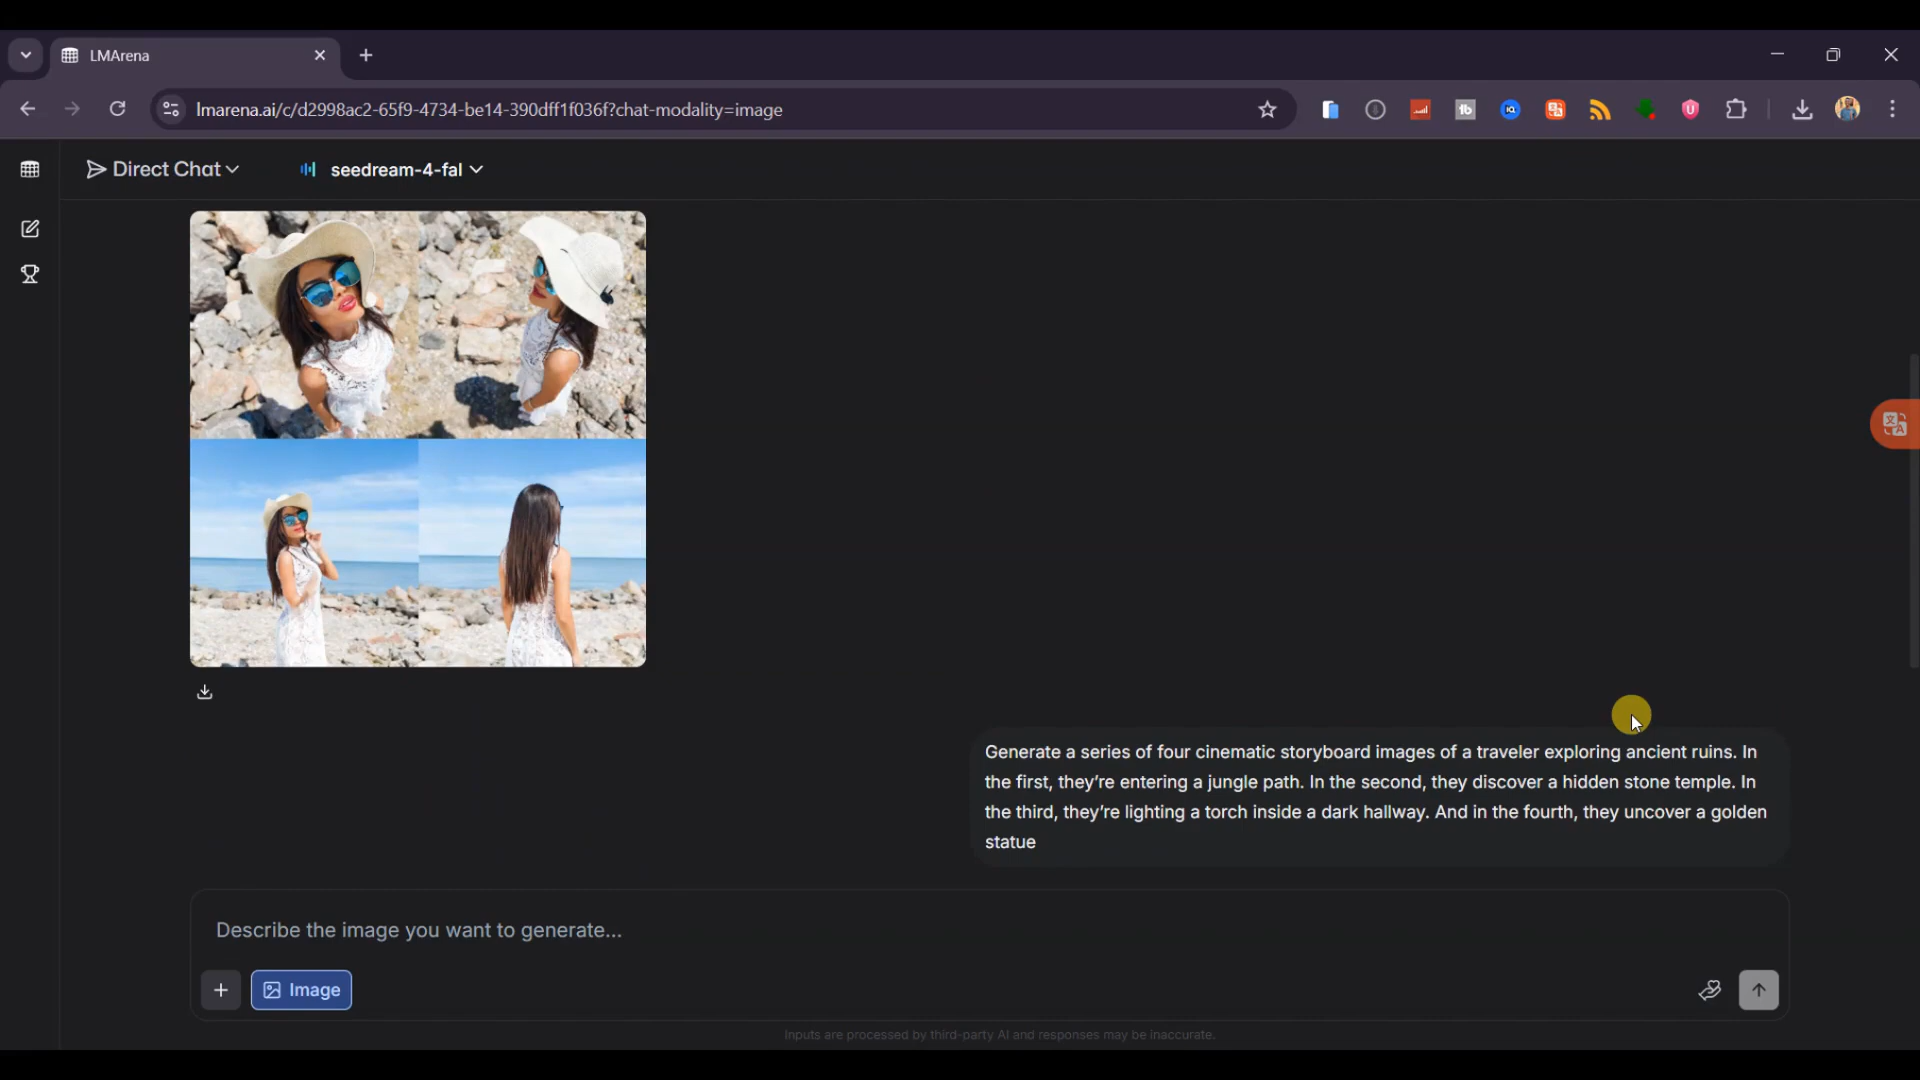 LMArena
lmarena.ai/c/d2998ac2-65f9-4734-be14-390dff1f036f?chat-modality=image
Direct Chat
seedream-4-fal
Generate a series of four cinematic storyboard images of a traveler exploring ancient ruins. In
the first, they’re entering a jungle path. In the second, they discover a hidden stone temple. In
the third, they’re lighting a torch inside a dark hallway. And in the fourth, they uncover a golden
statue
Describe the image you want to generate...
Image
Inputs are processed by third-party AI and responses may be inaccurate.